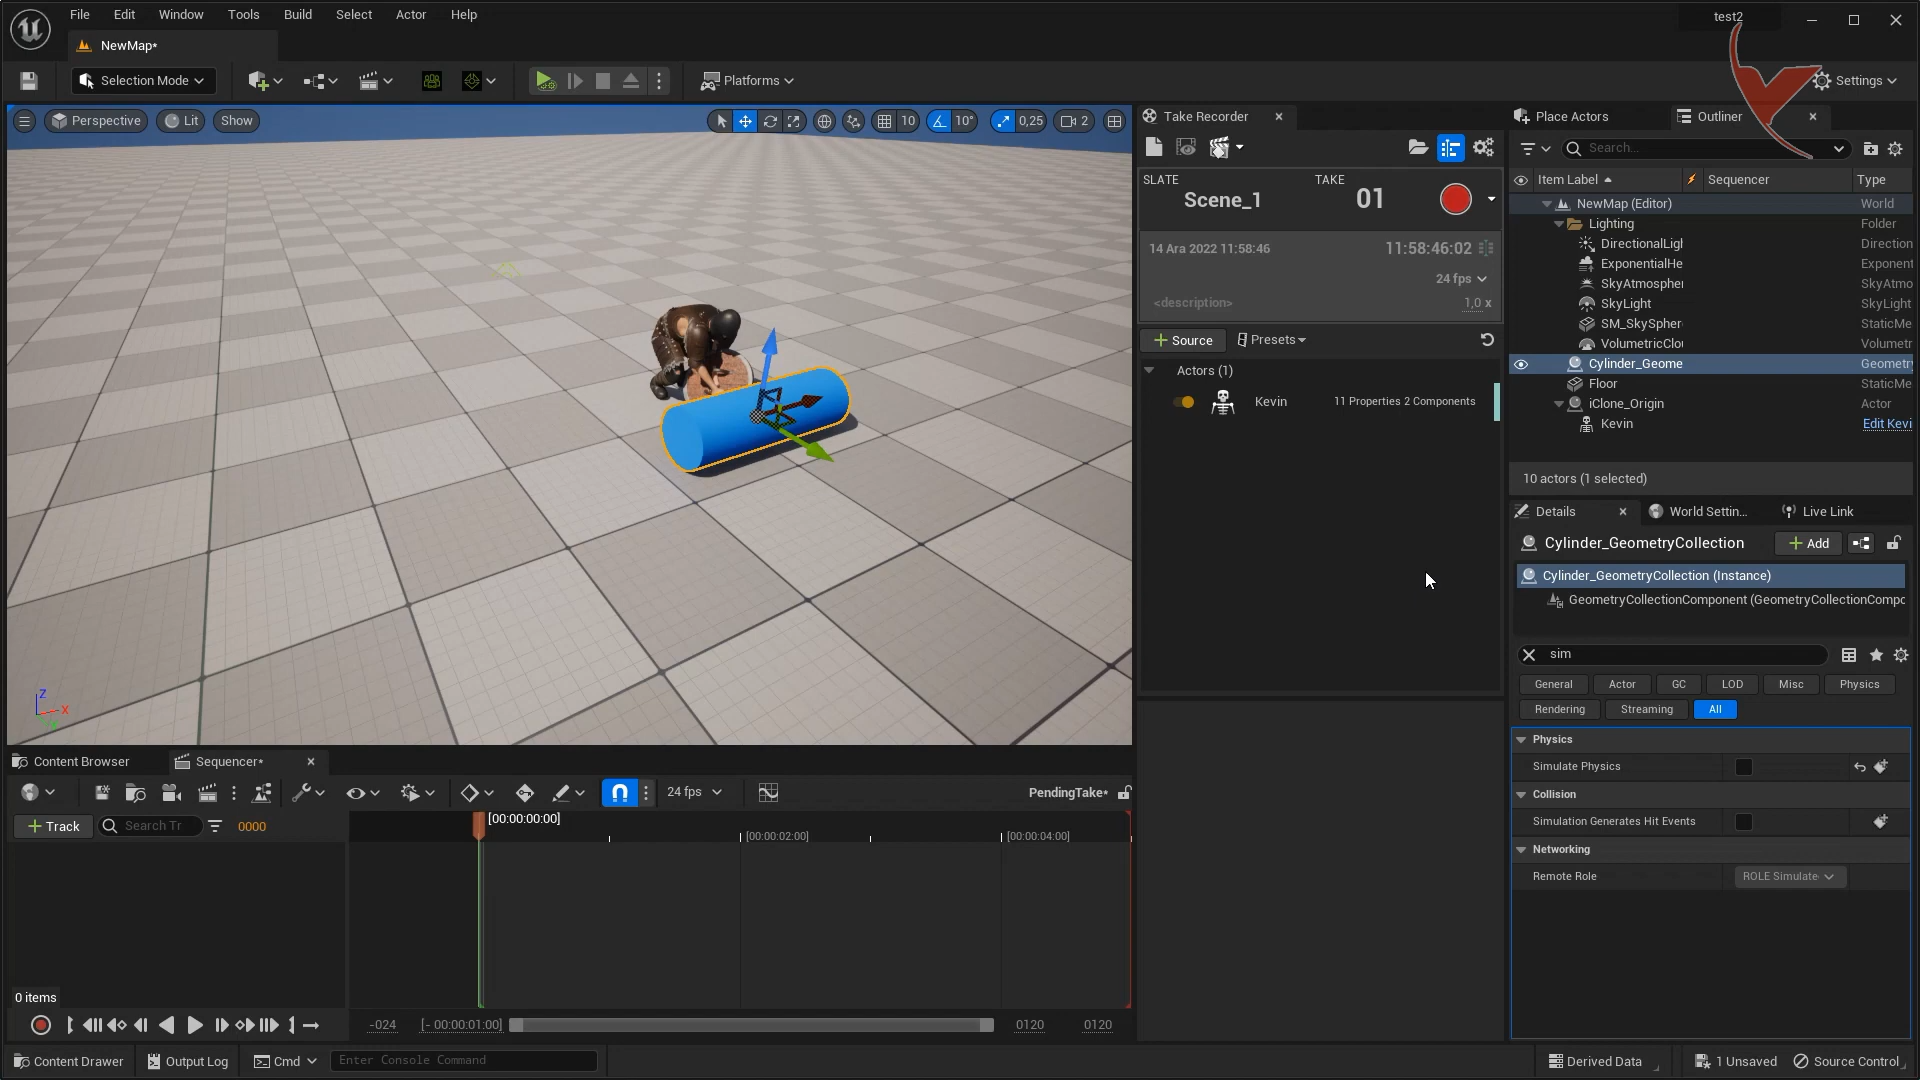 File Edit Window Tools Build Select Actor Help
test2
NewMap*
Selection Mode
Platforms
Settings
Perspective
Lit
Show
10
10°
0,25
2
Take Recorder
Place Actors
Outliner
Search...
SLATE
TAKE
Scene_1
01
Item Label
Sequencer
Type
NewMap (Editor)
World
Lighting
Folder
14 Ara 2022 11:58:46
11:58:46:02
DirectionalLigh
Direction
ExponentialHe
Exponent
24 fps
SkyAtmospher
SkyAtmo
<description>
1,0 x
SkyLight
SkyLight
SM_SkySpher
StaticMe
Source
Presets
VolumetricClou
Volumetr
Actors (1)
Cylinder_Geome
Geometry
Floor
StaticMe
Kevin
11 Properties 2 Components
iClone_Origin
Actor
Kevin
Edit Kevi
10 actors (1 selected)
Details
World Settin...
Live Link
Cylinder_GeometryCollection
Add
Cylinder_GeometryCollection (Instance)
GeometryCollectionComponent (GeometryCollectionCompo
sim
General
Actor
GC
LOD
Misc
Physics
Rendering
Streaming
All
Physics
Simulate Physics
Collision
Simulation Generates Hit Events
Networking
Remote Role
ROLE Simulate
Z
X
Content Browser
Sequencer*
24 fps
PendingTake*
Track
Search Tr
0000
[00:00:00:00]
[00:00:02:00]
[00:00:04:00]
0 items
-024
[- 00:00:01:00]
0120
0120
Content Drawer
Output Log
Cmd
Enter Console Command
Derived Data
1 Unsaved
Source Control